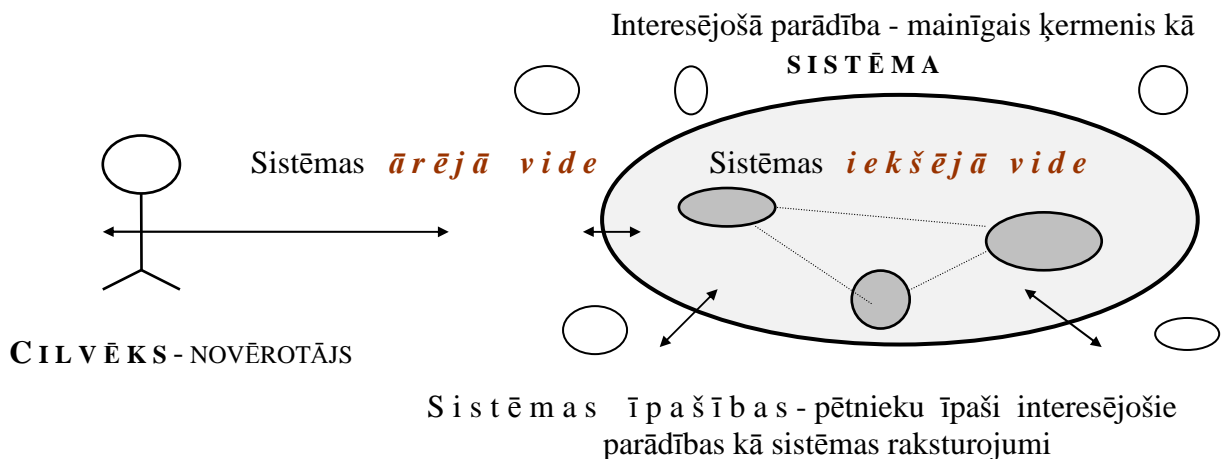 Interesējošā parādība - mainīgais ķermenis kā
SISTĒMA
Sistēmas ārējā vide
Sistēmas iekšējā vide
CILVĒKS - NOVĒROTĀJS
Sistēmas īpašības - pētnieku īpaši interesējošie
parādības kā sistēmas raksturojumi